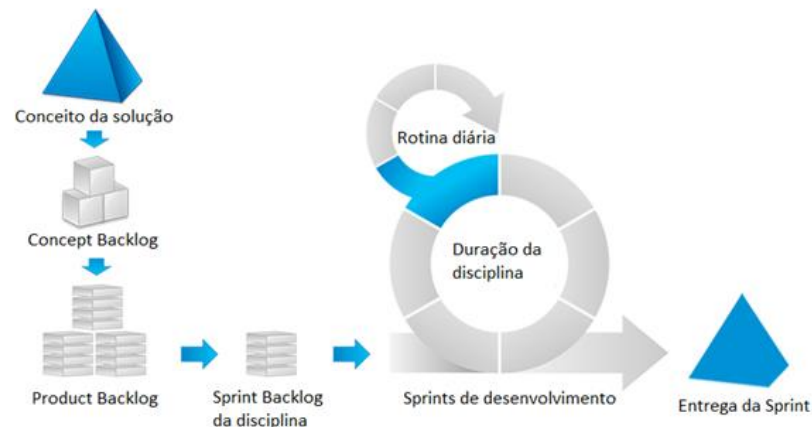 Conceito da solução
Concept Backlog
Product Backlog
Sprint Backlog
da disciplina
Rotina diária
Duração da
disciplina
Sprints de desenvolvimento
Entrega da Sprint